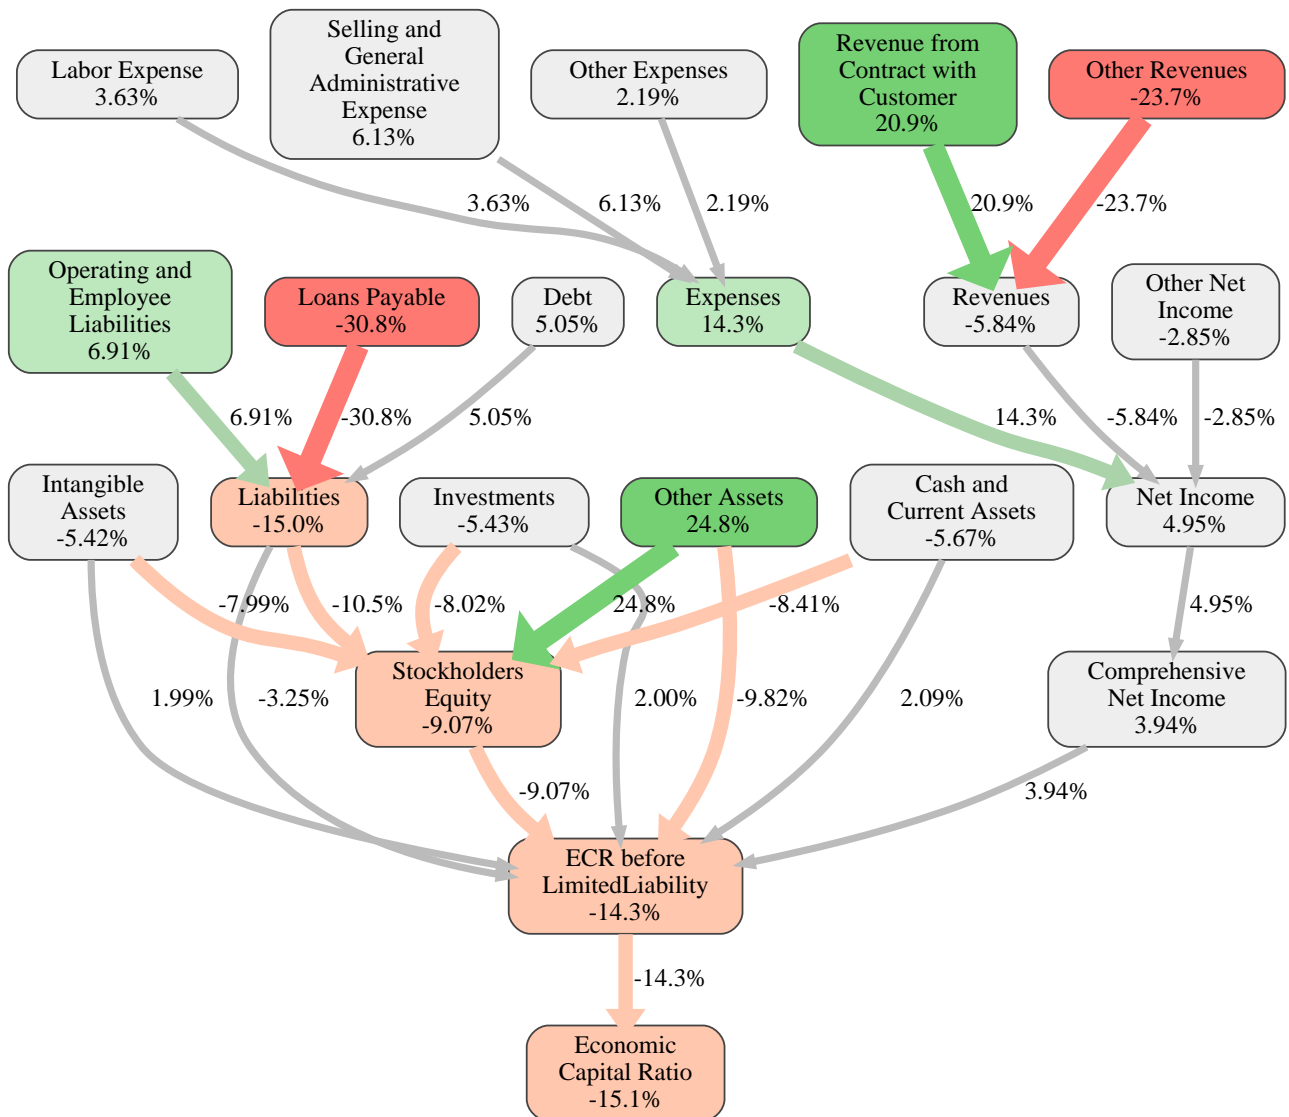 Labor Expense
3.63%
Selling and
General
Administrative
Expense
6.13%
Other Expenses
2.19%
Revenue from
Contract with
Customer
20.9%
Other Revenues
-23.7%
3.63%
6.13%
2.19%
20.9%
-23.7%
Operating and
Employee
Liabilities
6.91%
Loans Payable
-30.8%
Debt
5.05%
Expenses
14.3%
Revenues
-5.84%
Other Net
Income
-2.85%
6.91%
-30.8%
5.05%
14.3%
-5.84%
-2.85%
Intangible
Assets
-5.42%
Liabilities
-15.0%
Investments
-5.43%
Other Assets
24.8%
Cash and
Current Assets
-5.67%
Net Income
4.95%
-7.99%
-10.5%
-8.02%
24.8%
-8.41%
4.95%
Stockholders
Equity
-9.07%
Comprehensive
Net Income
3.94%
1.99%
-3.25%
2.00%
-9.82%
2.09%
-9.07%
3.94%
ECR before
LimitedLiability
-14.3%
-14.3%
Economic
Capital Ratio
-15.1%